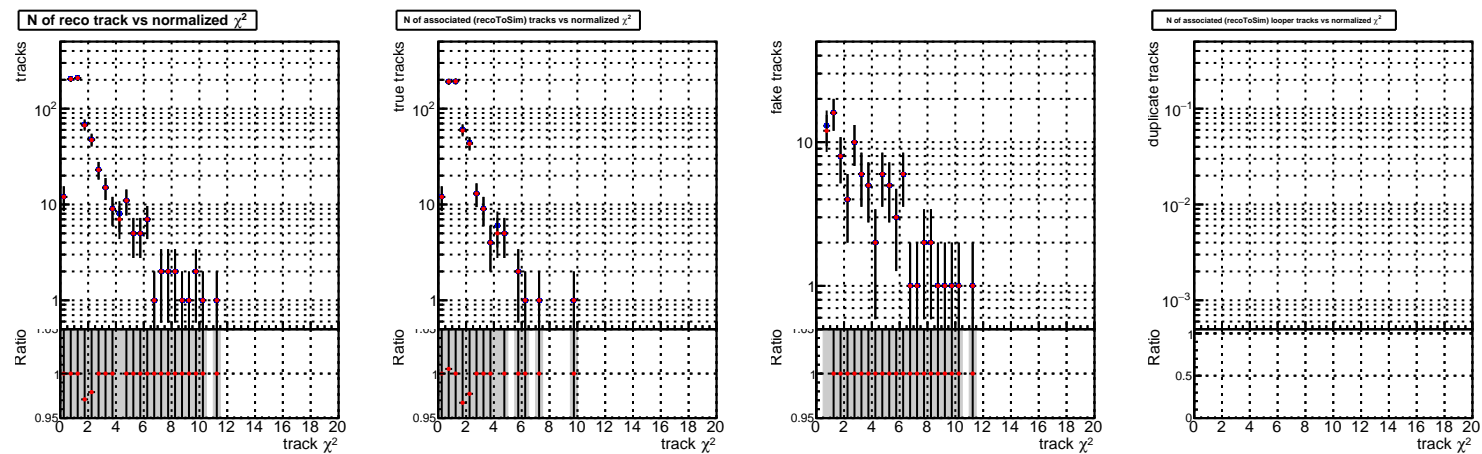 N of reco track vs normalized χ²
tracks
10²
10
1
Ratio
1.05
1
0.95
0 2 4 6 8 10 12 14 16 18 20
track χ²
N of associated (recoToSim) tracks vs normalized χ²
true tracks
10²
10
1
Ratio
1.05
1
0.95
0 2 4 6 8 10 12 14 16 18 20
track χ²
fake tracks
10
1
Ratio
1.05
1
0.95
0 2 4 6 8 10 12 14 16 18 20
track χ²
N of associated (recoToSim) looper tracks vs normalized χ²
duplicate tracks
10⁻¹
10⁻²
10⁻³
Ratio
1
0.5
0
0 2 4 6 8 10 12 14 16 18 20
track χ²